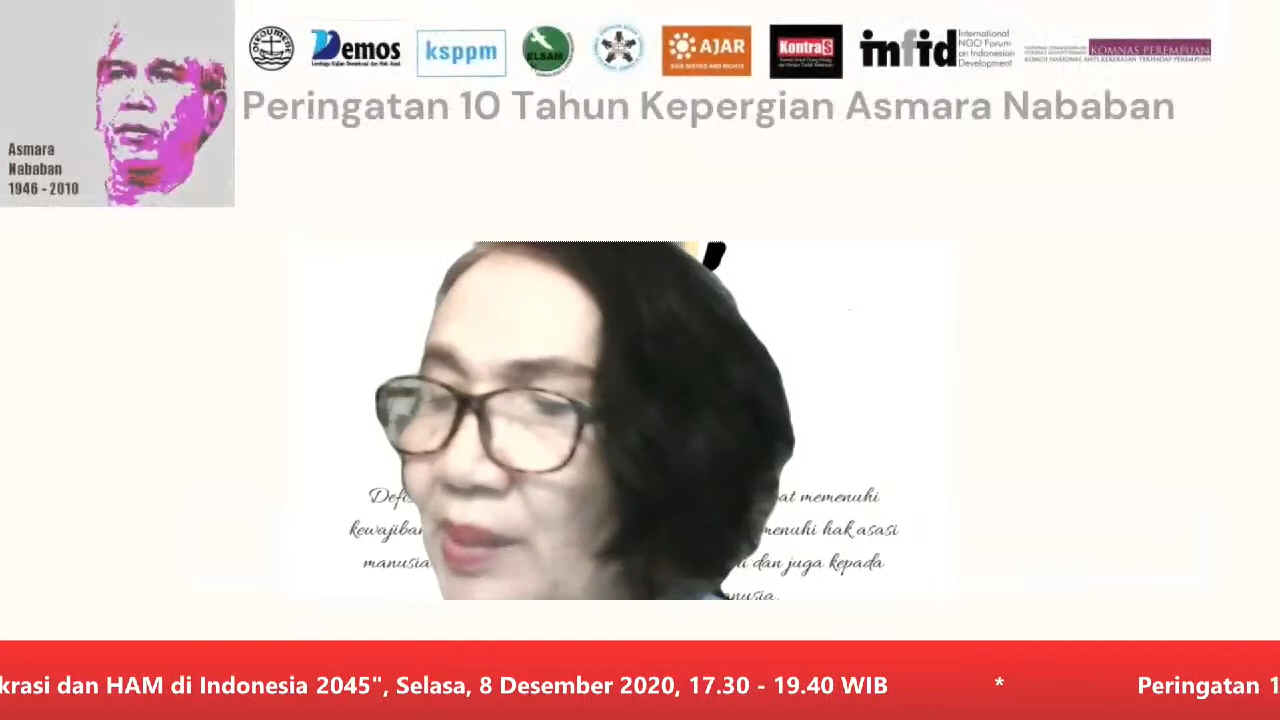 OIKOUMENE
Demos
Lembaga Kajian Demokrasi dan Hak Asasi
ksppm
ELSAM
AJAR
ASIA JUSTICE AND RIGHTS
KontraS
infid
International
NGO Forum
on Indonesian
Development
KOMNAS PEREMPUAN
KOMISI NASIONAL ANTI KEKERASAN TERHADAP PEREMPUAN
Peringatan 10 Tahun Kepergian Asmara Nababan
Asmara
Nababan
1946 - 2010
at memenuhi
kewajiban menuhi hak asasi
manusia i dan juga kepada
anusia.
krasi dan HAM di Indonesia 2045", Selasa, 8 Desember 2020, 17.30 - 19.40 WIB * Peringatan 1